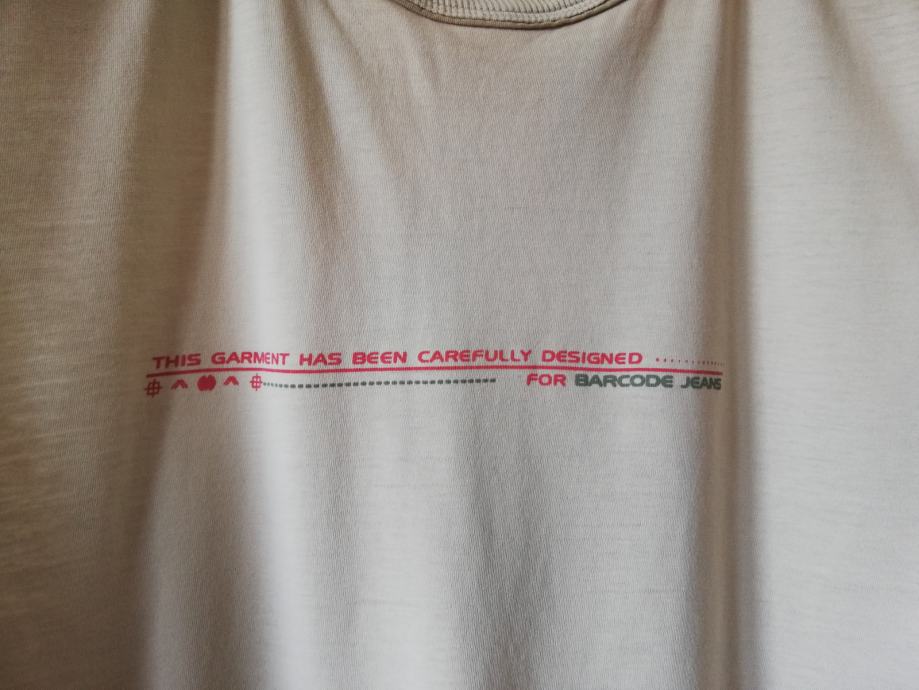 THIS GARMENT HAS BEEN CAREFULLY DESIGNED ............
FOR BARCODE JEANS